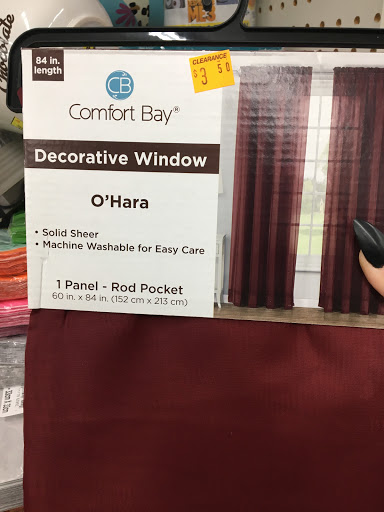 Chocolate
84 in.
length
CLEARANCE
$3 50
CB
Comfort Bay®
Decorative Window
O'Hara
• Solid Sheer
• Machine Washable for Easy Care
1 Panel - Rod Pocket
60 in. x 84 in. (152 cm x 213 cm)